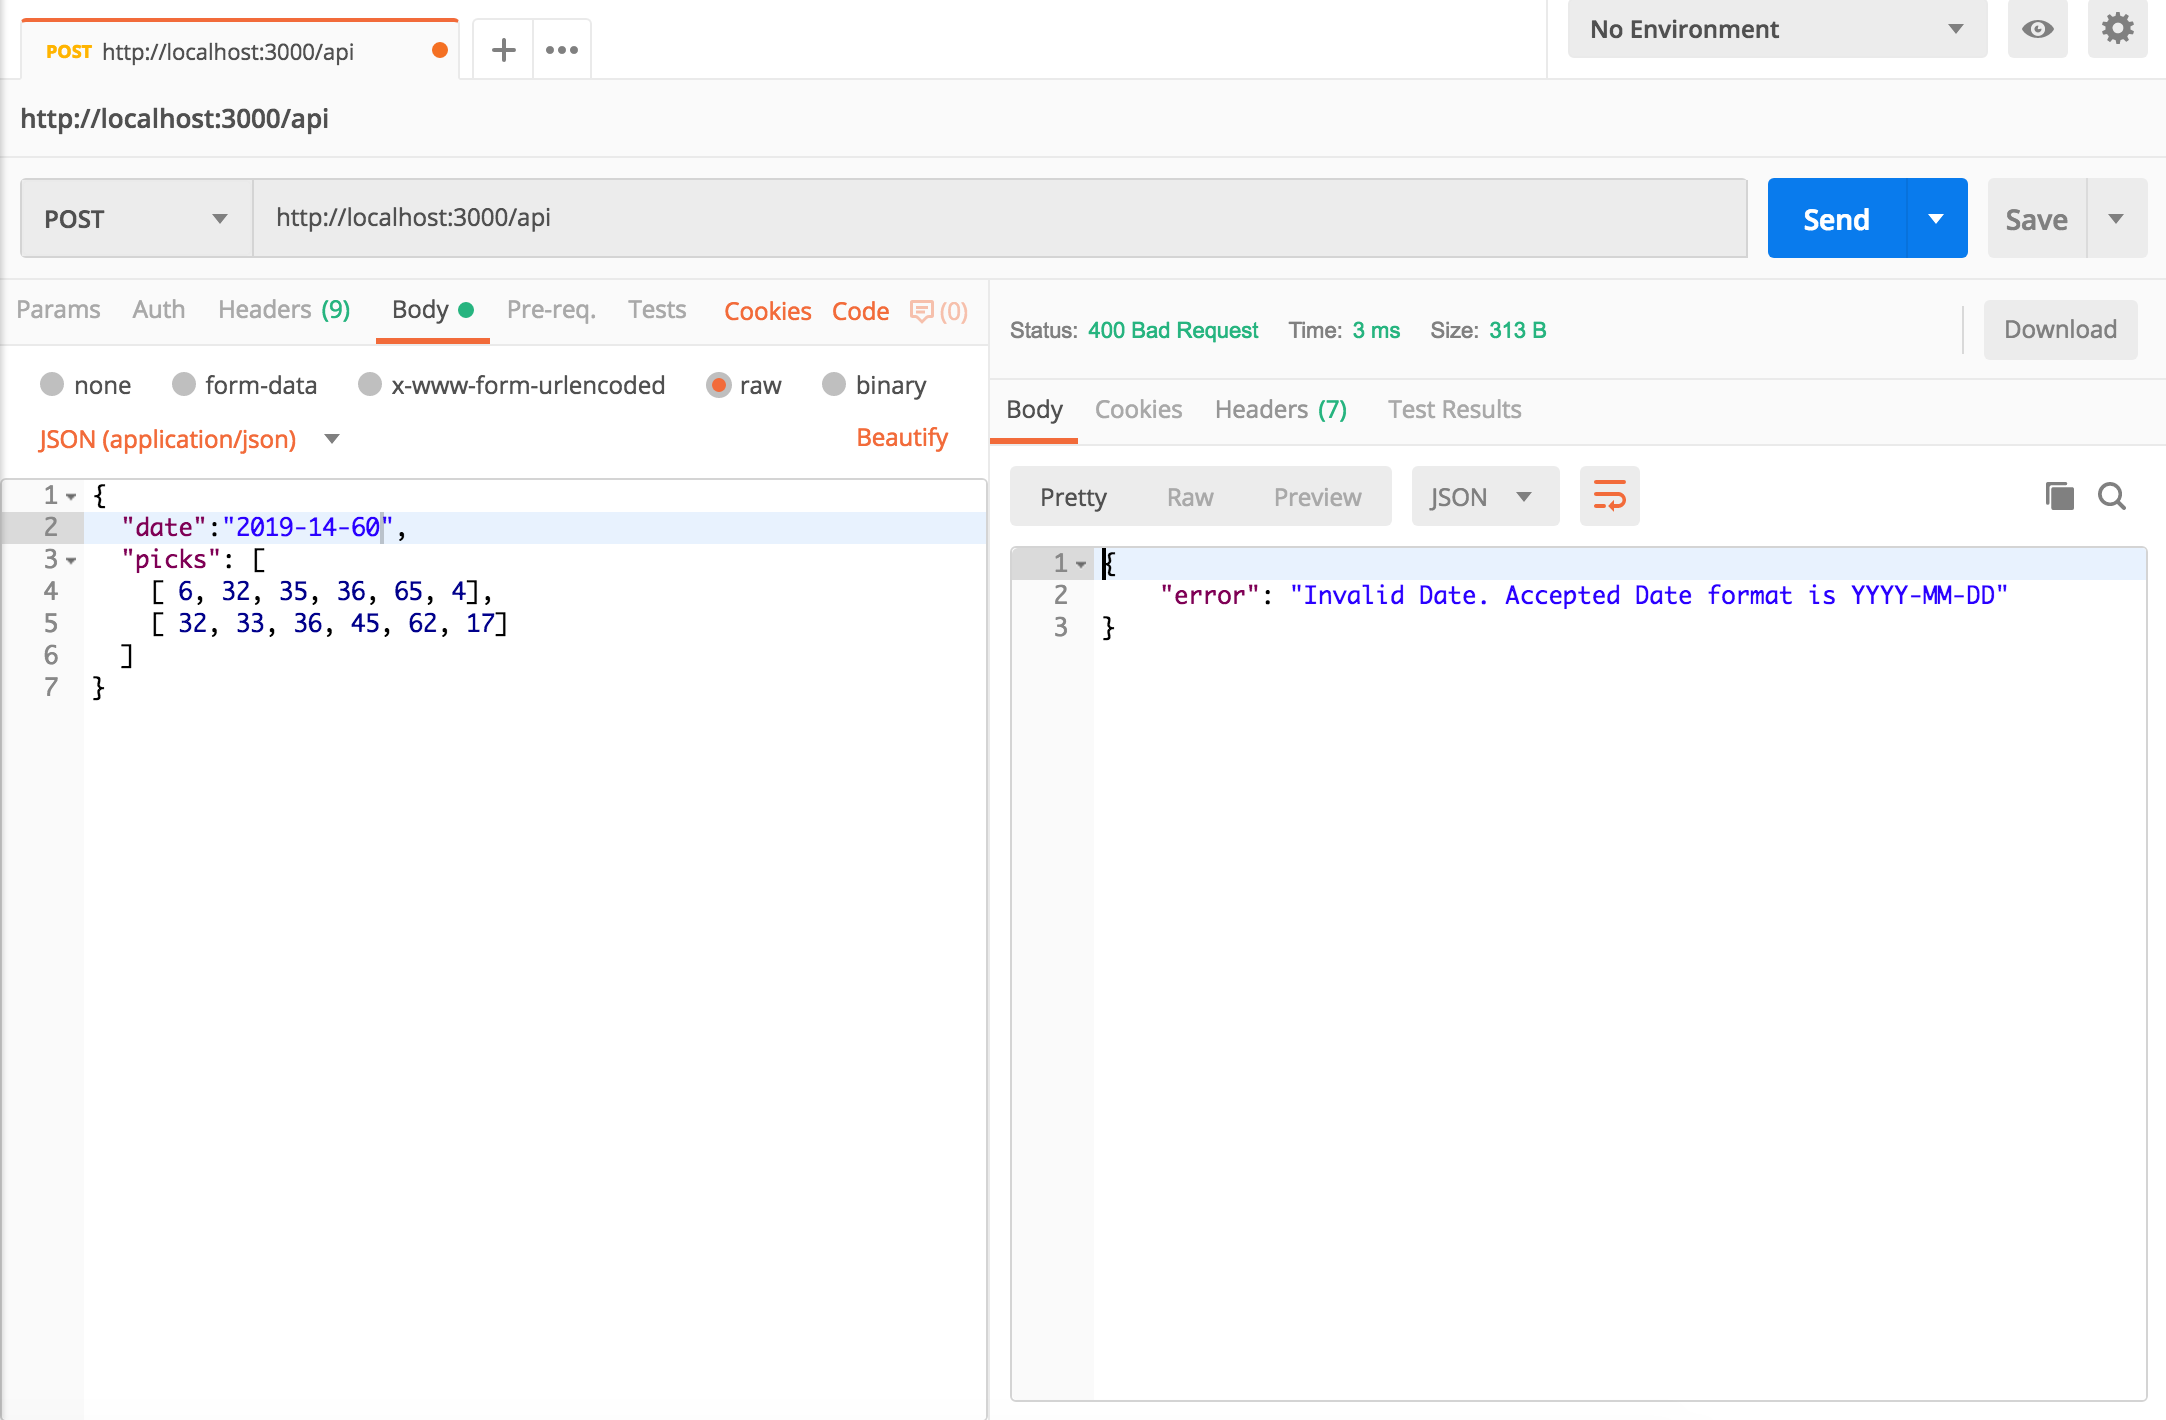 POST http://localhost:3000/api
No Environment
http://localhost:3000/api
POST http://localhost:3000/api Send Save
Params Auth Headers (9) Body Pre-req. Tests Cookies Code (0)
none form-data x-www-form-urlencoded raw binary
JSON (application/json) Beautify
1 {
2 "date":"2019-14-60",
3 "picks": [
4 [ 6, 32, 35, 36, 65, 4],
5 [ 32, 33, 36, 45, 62, 17]
6 ]
7 }
Status: 400 Bad Request Time: 3 ms Size: 313 B Download
Body Cookies Headers (7) Test Results
Pretty Raw Preview JSON
1 {
2 "error": "Invalid Date. Accepted Date format is YYYY-MM-DD"
3 }